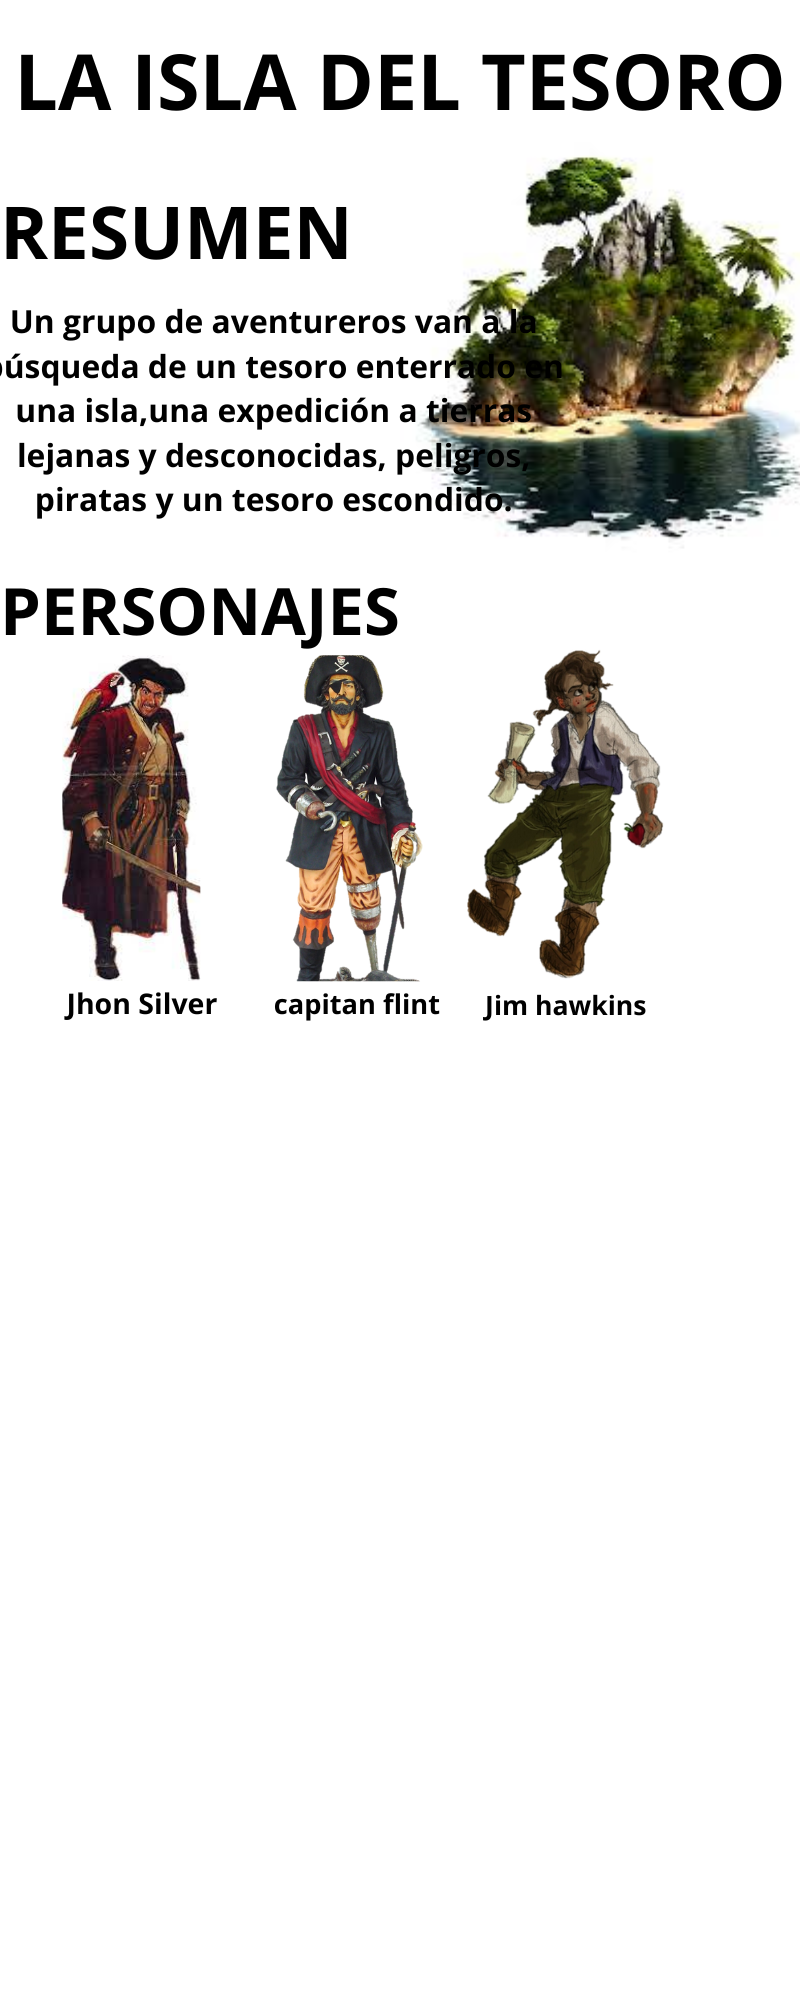 LA ISLA DEL TESORO
RESUMEN
Un grupo de aventureros van a la
búsqueda de un tesoro enterrado en
una isla,una expedición a tierras
lejanas y desconocidas, peligros,
piratas y un tesoro escondido.
PERSONAJES
Jhon Silver
capitan flint
Jim hawkins